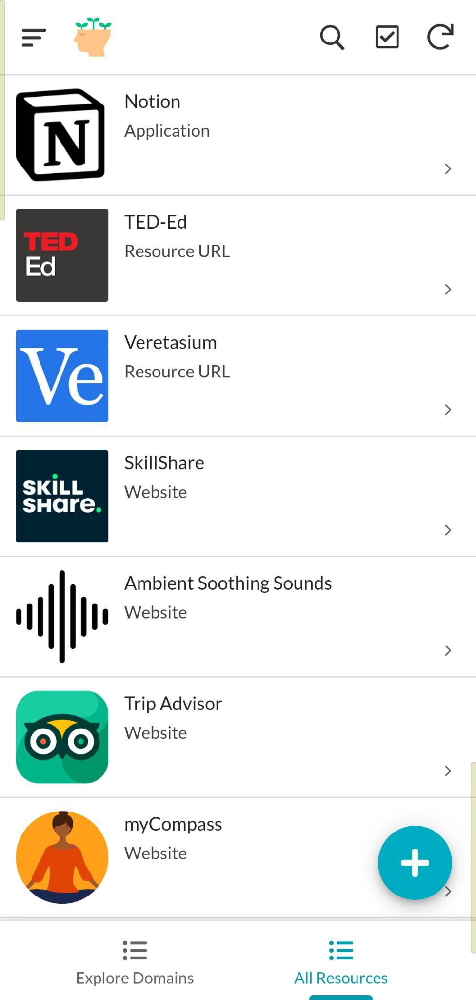 N
Notion
Application
TED
Ed
TED-Ed
Resource URL
Ve
Veretasium
Resource URL
SKiLL
SHare.
SkillShare
Website
Ambient Soothing Sounds
Website
Trip Advisor
Website
myCompass
Website
Explore Domains
All Resources